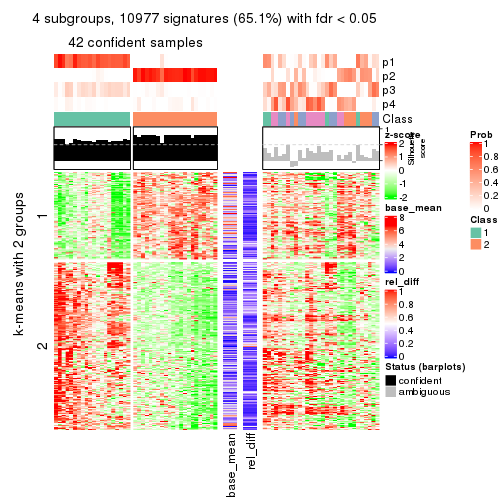 4 subgroups, 10977 signatures (65.1%) with fdr < 0.05
42 confident samples
p1
p2
p3
p4
Class
1
Silhouette
score
z-score
2
1
0
-1
-2
Prob
1
0.8
0.6
0.4
0.2
0
base_mean
8
6
4
2
0
Class
1
2
rel_diff
1
0.8
0.6
0.4
0.2
0
Status (barplots)
confident
ambiguous
k-means with 2 groups
1
2
base_mean
rel_diff